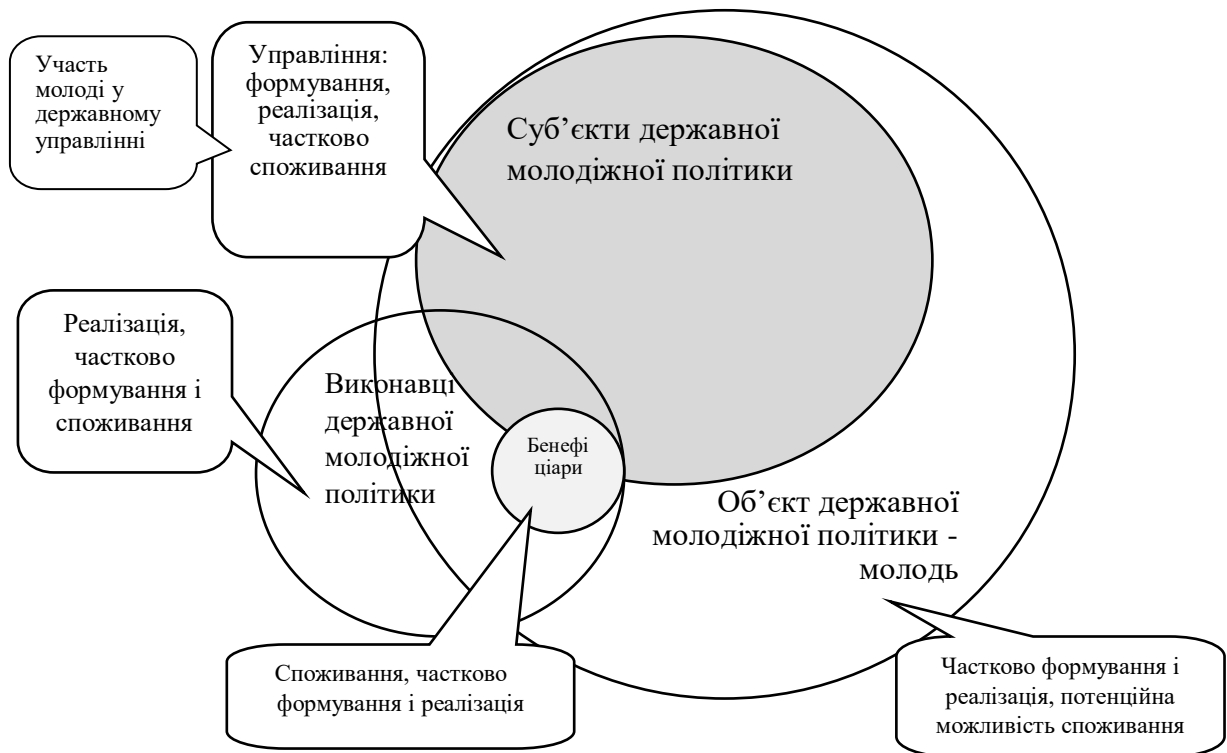 Участь
молоді у
державному
управлінні
Управління:
формування,
реалізація,
частково
споживання
Суб’єкти державної
молодіжної політики
Реалізація,
частково
формування і
споживання
Виконавці
державної
молодіжної
політики
Бенефі
ціари
Об’єкт державної
молодіжної політики -
молодь
Споживання, частково
формування і реалізація
Частково формування і
реалізація, потенційна
можливість споживання